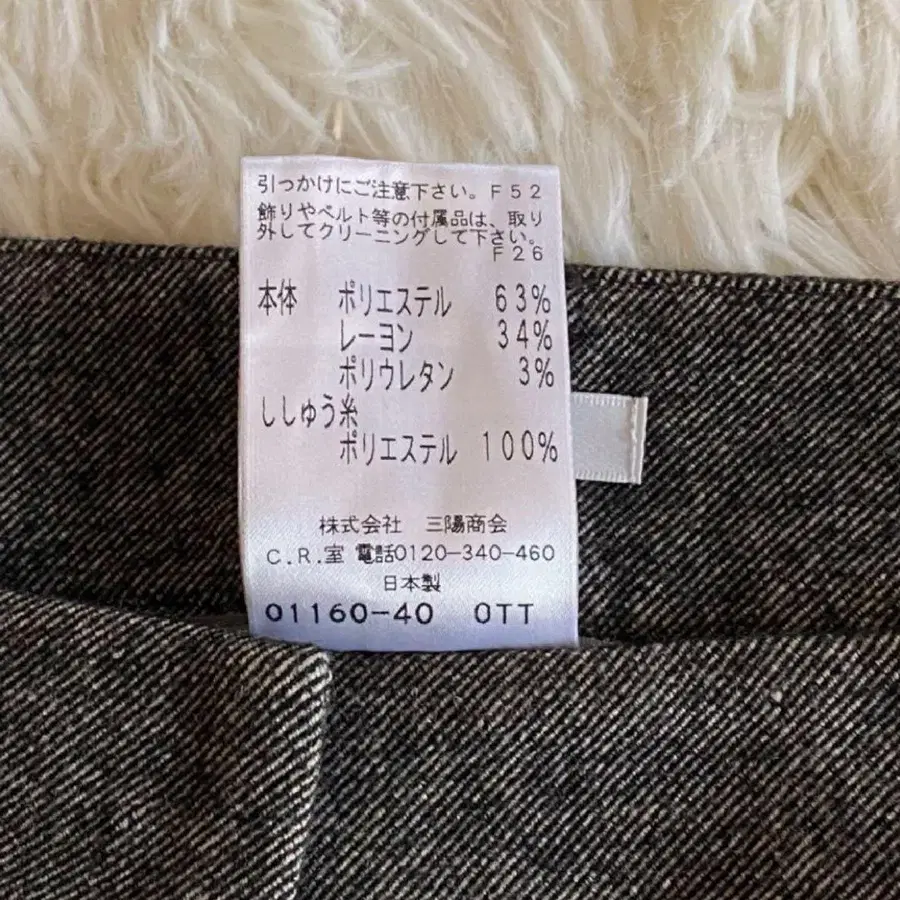 引っかけにご注意下さい。F52
飾りやベルト等の付属品は、取り
外してクリーニングして下さい。
F26
本体 ポリエステル 63%
レーヨン 34%
ポリウレタン 3%
ししゅう糸
ポリエステル 100%
株式会社 三陽商会
C.R.室 電話0120-340-460
日本製
01160-40 OTT